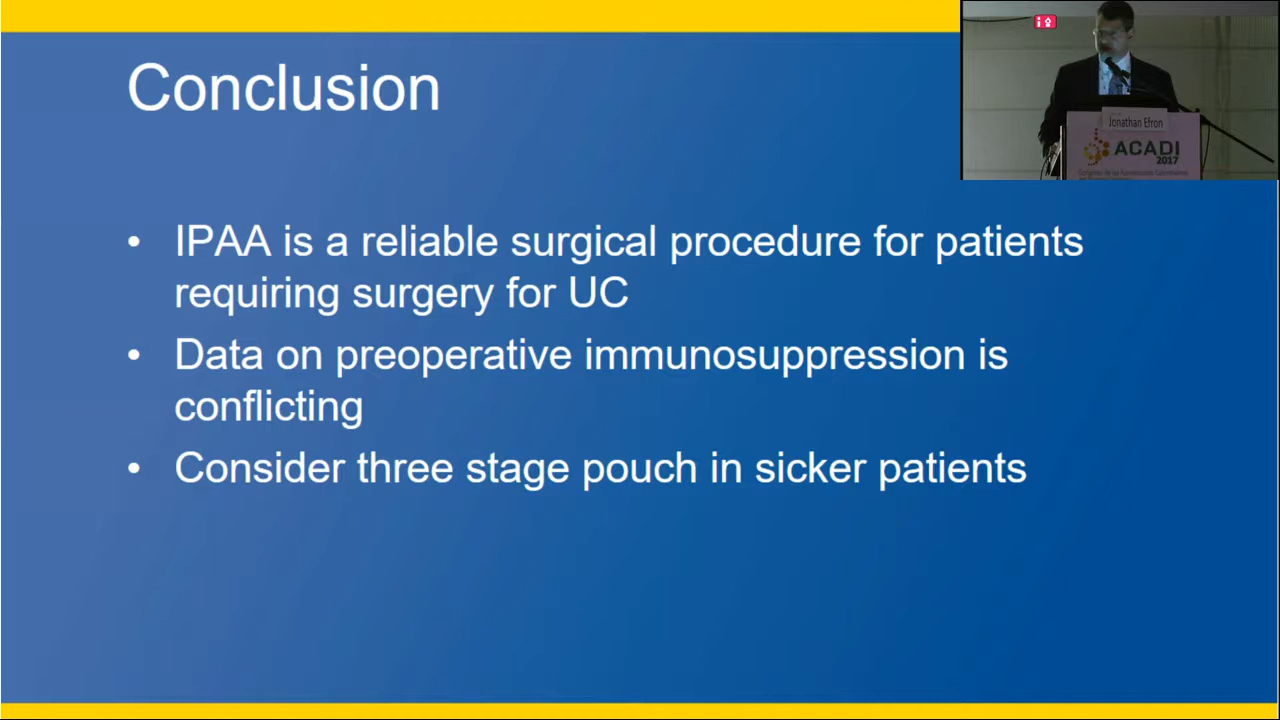 Conclusion
• IPAA is a reliable surgical procedure for patients
requiring surgery for UC
• Data on preoperative immunosuppression is
conflicting
• Consider three stage pouch in sicker patients
Jonathan Efron
ACADI
2017